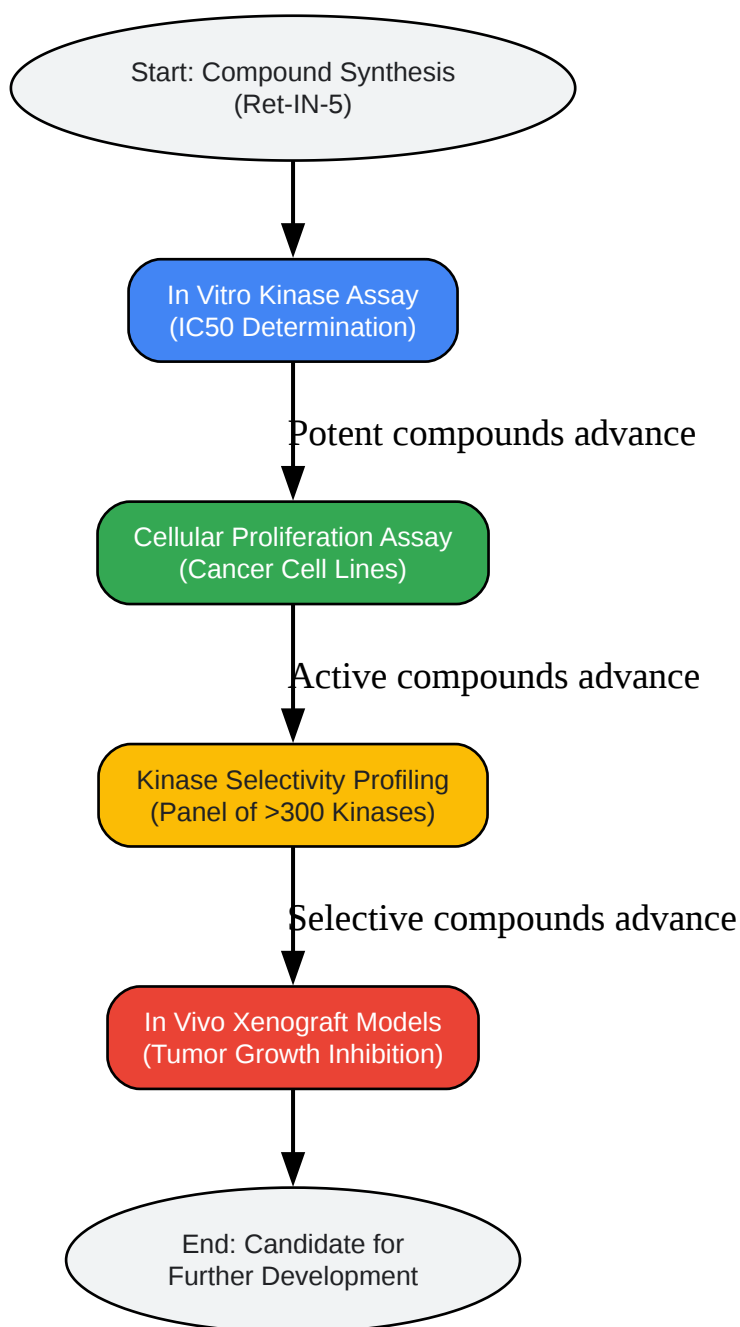 Start: Compound Synthesis
(Ret-IN-5)
In Vitro Kinase Assay
(IC50 Determination)
Potent compounds advance
Cellular Proliferation Assay
(Cancer Cell Lines)
Active compounds advance
Kinase Selectivity Profiling
(Panel of >300 Kinases)
Selective compounds advance
In Vivo Xenograft Models
(Tumor Growth Inhibition)
End: Candidate for
Further Development